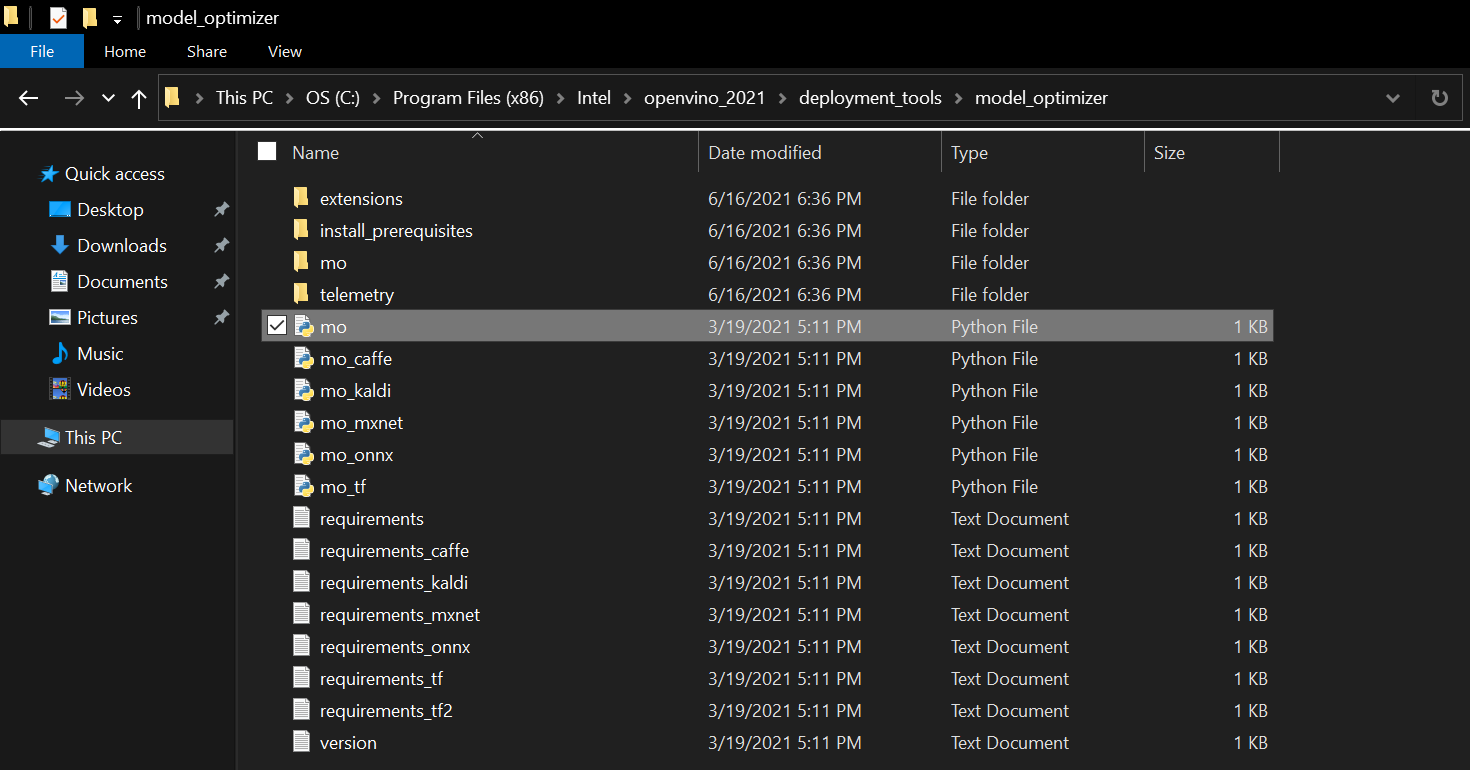 model_optimizer
File Home Share View
This PC OS (C:) Program Files (x86) Intel openvino_2021 deployment_tools model_optimizer
Quick access
Desktop
Downloads
Documents
Pictures
Music
Videos
This PC
Network
Name Date modified Type Size
extensions 6/16/2021 6:36 PM File folder
install_prerequisites 6/16/2021 6:36 PM File folder
mo 6/16/2021 6:36 PM File folder
telemetry 6/16/2021 6:36 PM File folder
mo 3/19/2021 5:11 PM Python File 1 KB
mo_caffe 3/19/2021 5:11 PM Python File 1 KB
mo_kaldi 3/19/2021 5:11 PM Python File 1 KB
mo_mxnet 3/19/2021 5:11 PM Python File 1 KB
mo_onnx 3/19/2021 5:11 PM Python File 1 KB
mo_tf 3/19/2021 5:11 PM Python File 1 KB
requirements 3/19/2021 5:11 PM Text Document 1 KB
requirements_caffe 3/19/2021 5:11 PM Text Document 1 KB
requirements_kaldi 3/19/2021 5:11 PM Text Document 1 KB
requirements_mxnet 3/19/2021 5:11 PM Text Document 1 KB
requirements_onnx 3/19/2021 5:11 PM Text Document 1 KB
requirements_tf 3/19/2021 5:11 PM Text Document 1 KB
requirements_tf2 3/19/2021 5:11 PM Text Document 1 KB
version 3/19/2021 5:11 PM Text Document 1 KB